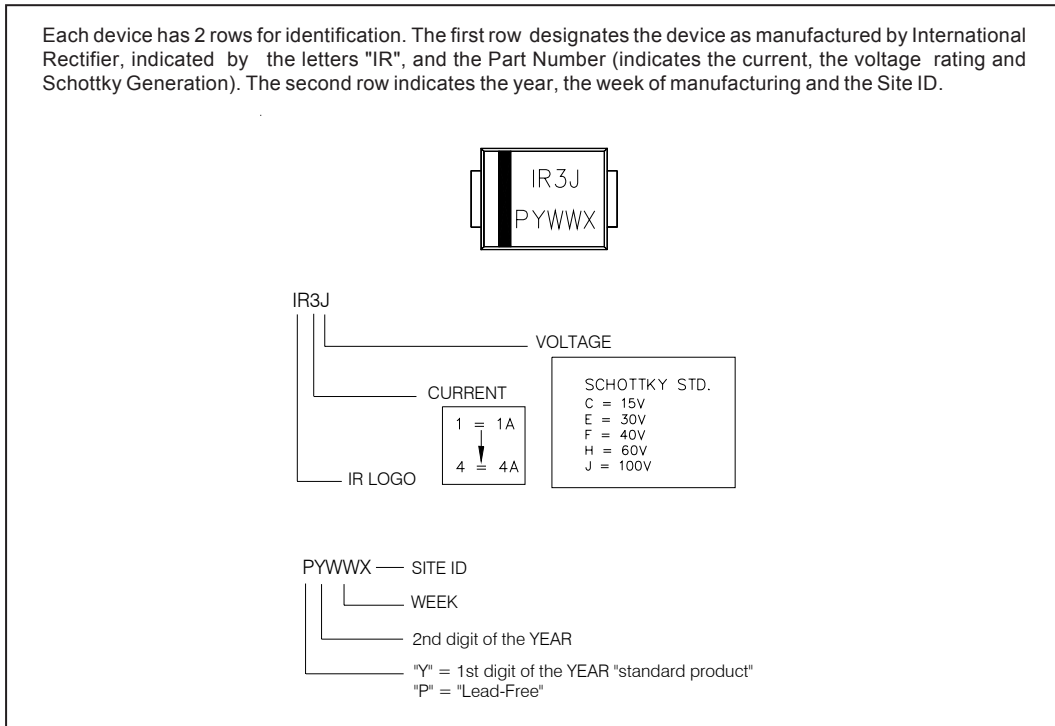 Each device has 2 rows for identification. The first row designates the device as manufactured by International
Rectifier, indicated by the letters "IR", and the Part Number (indicates the current, the voltage rating and
Schottky Generation). The second row indicates the year, the week of manufacturing and the Site ID.
IR3J
PYWWX
IR3J
VOLTAGE
SCHOTTKY STD.
C = 15V
E = 30V
F = 40V
H = 60V
J = 100V
CURRENT
1 = 1A
4 = 4A
IR LOGO
PYWWX
SITE ID
WEEK
2nd digit of the YEAR
"Y" = 1st digit of the YEAR "standard product"
"P" = "Lead-Free"